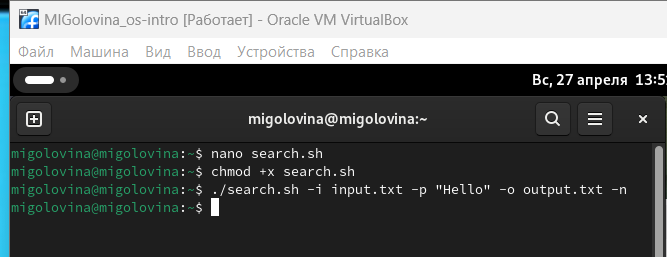 MIGolovina_os-intro [Работает] - Oracle VM VirtualBox
Файл Машина Вид Ввод Устройства Справка
Вс, 27 апреля 13:5
migolovina@migolovina:~
migolovina@migolovina:~$ nano search.sh
migolovina@migolovina:~$ chmod +x search.sh
migolovina@migolovina:~$ ./search.sh -i input.txt -p "Hello" -o output.txt -n
migolovina@migolovina:~$